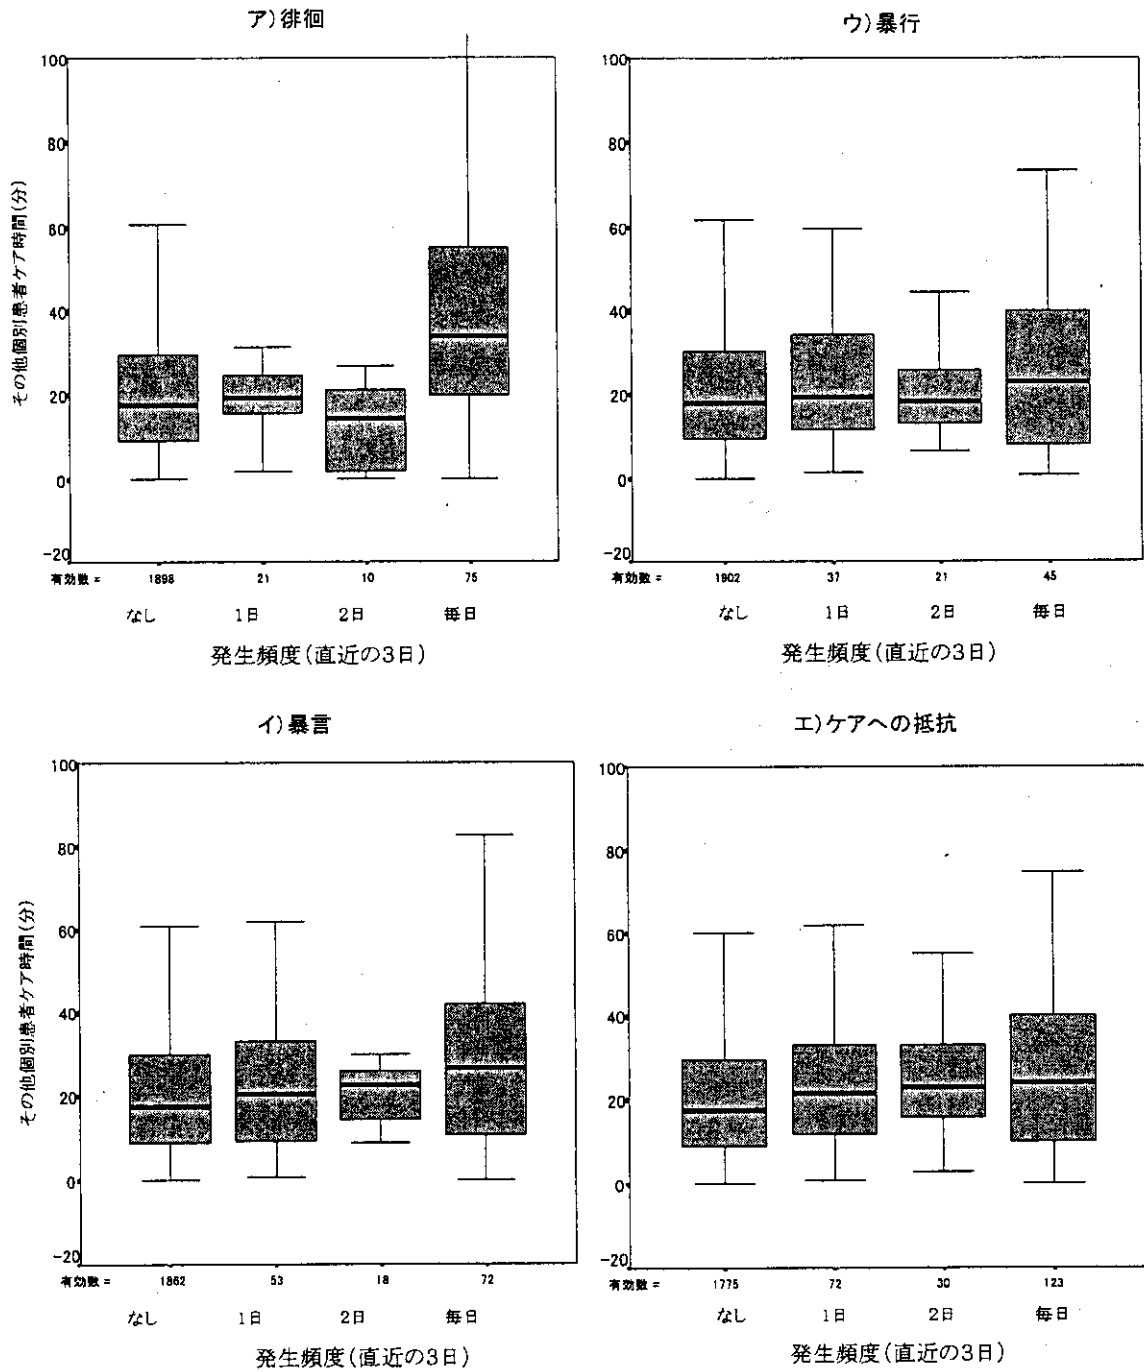 ア)徘徊
その他個別患者ケア時間(分)
100
80
60
40
20
0
-20
有効数 = 1898 21 10 75
なし 1日 2日 毎日
発生頻度(直近の3日)
ウ)暴行
100
80
60
40
20
0
-20
有効数 = 1902 37 21 45
なし 1日 2日 毎日
発生頻度(直近の3日)
イ)暴言
その他個別患者ケア時間(分)
100
80
60
40
20
0
-20
有効数 = 1862 53 18 72
なし 1日 2日 毎日
発生頻度(直近の3日)
エ)ケアへの抵抗
100
80
60
40
20
0
-20
有効数 = 1775 72 30 123
なし 1日 2日 毎日
発生頻度(直近の3日)